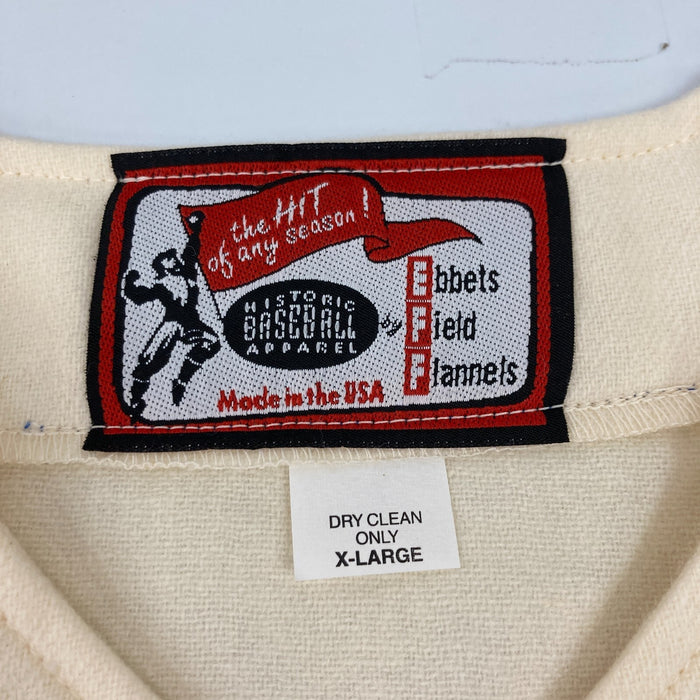 the HIT
of any season!
HISTORIC
BASEBALL
APPAREL
by
Ebbets
Field
Flannels
Made in the USA
DRY CLEAN
ONLY
X-LARGE